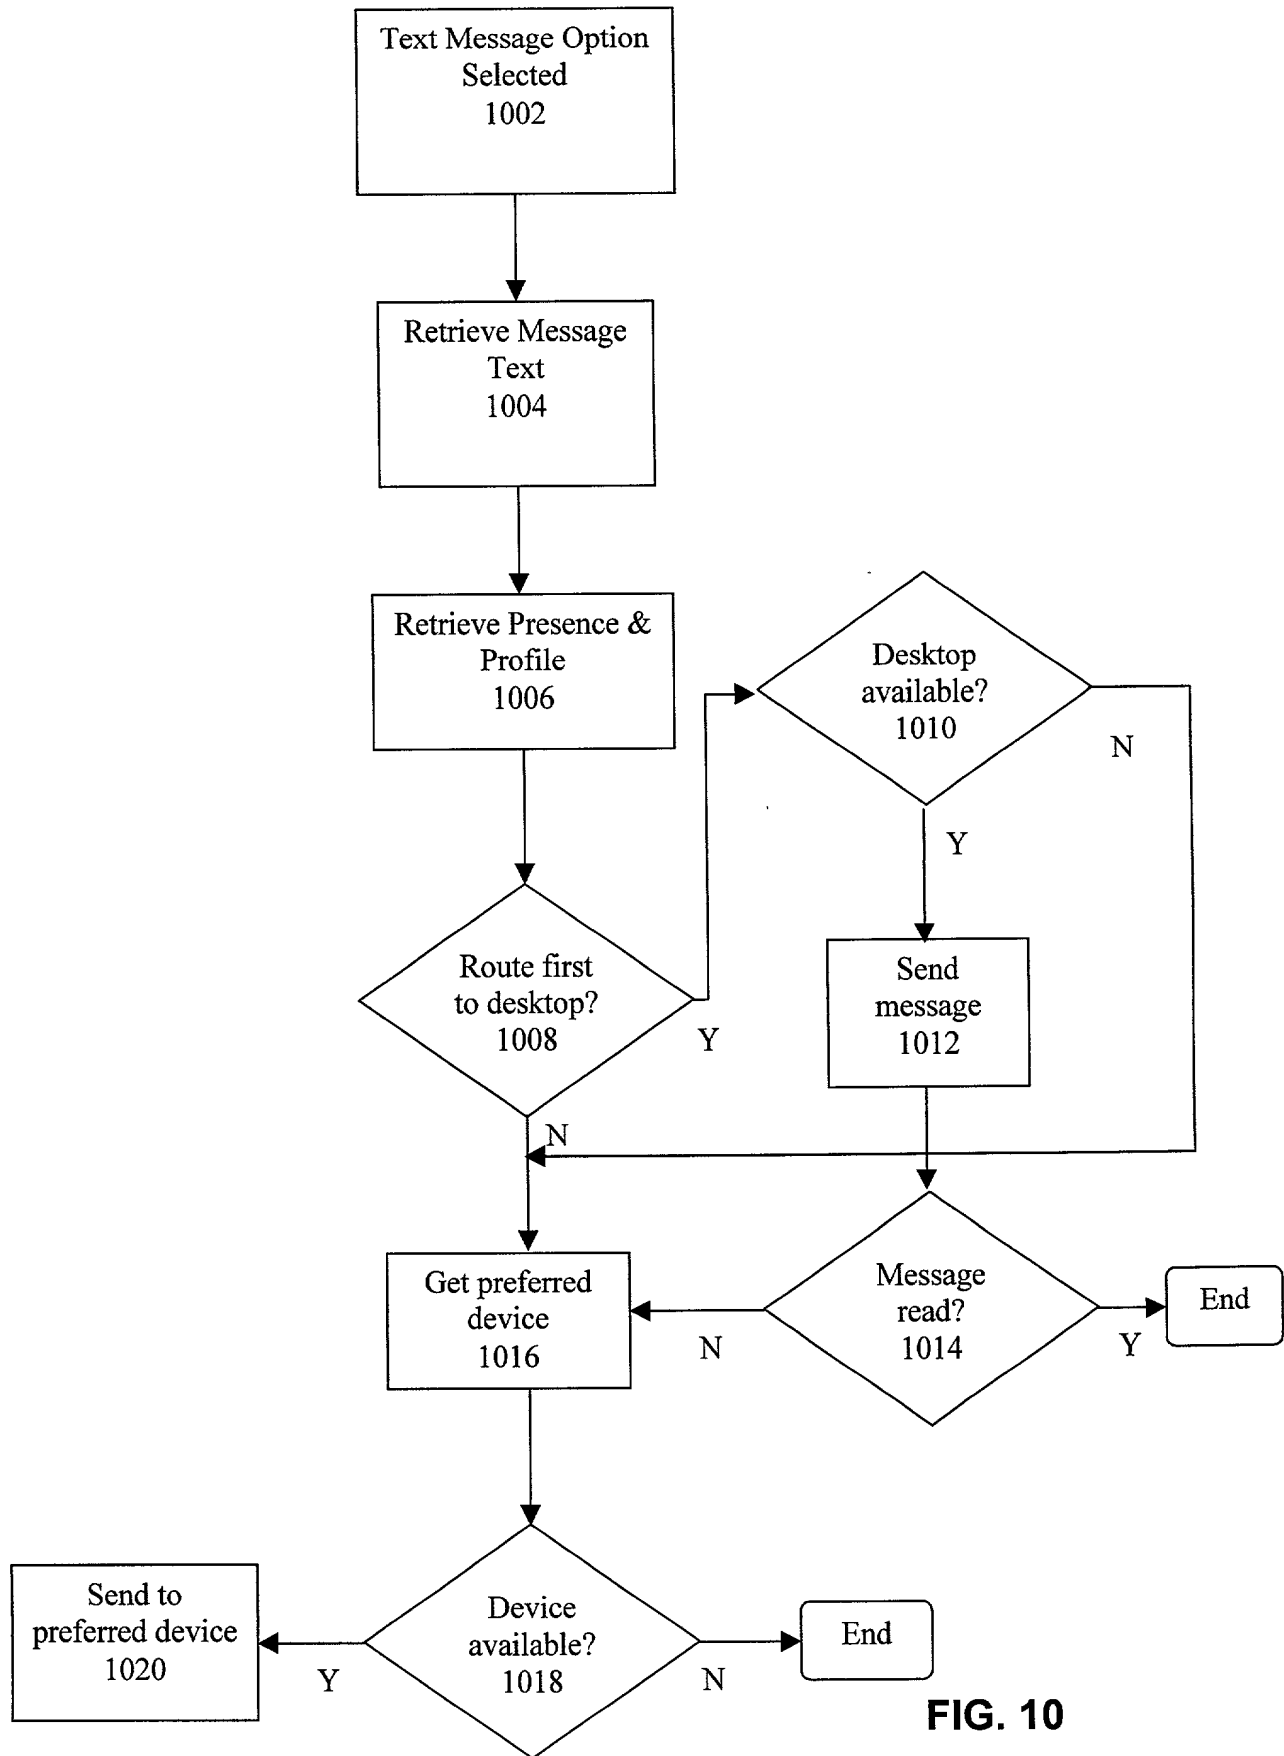 Text Message Option
Selected
1002
Retrieve Message
Text
1004
Retrieve Presence &
Profile
1006
Desktop
available?
1010
N
Y
Route first
to desktop?
1008
Y
Send
message
1012
N
Get preferred
device
1016
N
Message
read?
1014
Y
End
Send to
preferred device
1020
Y
Device
available?
1018
N
End
FIG. 10